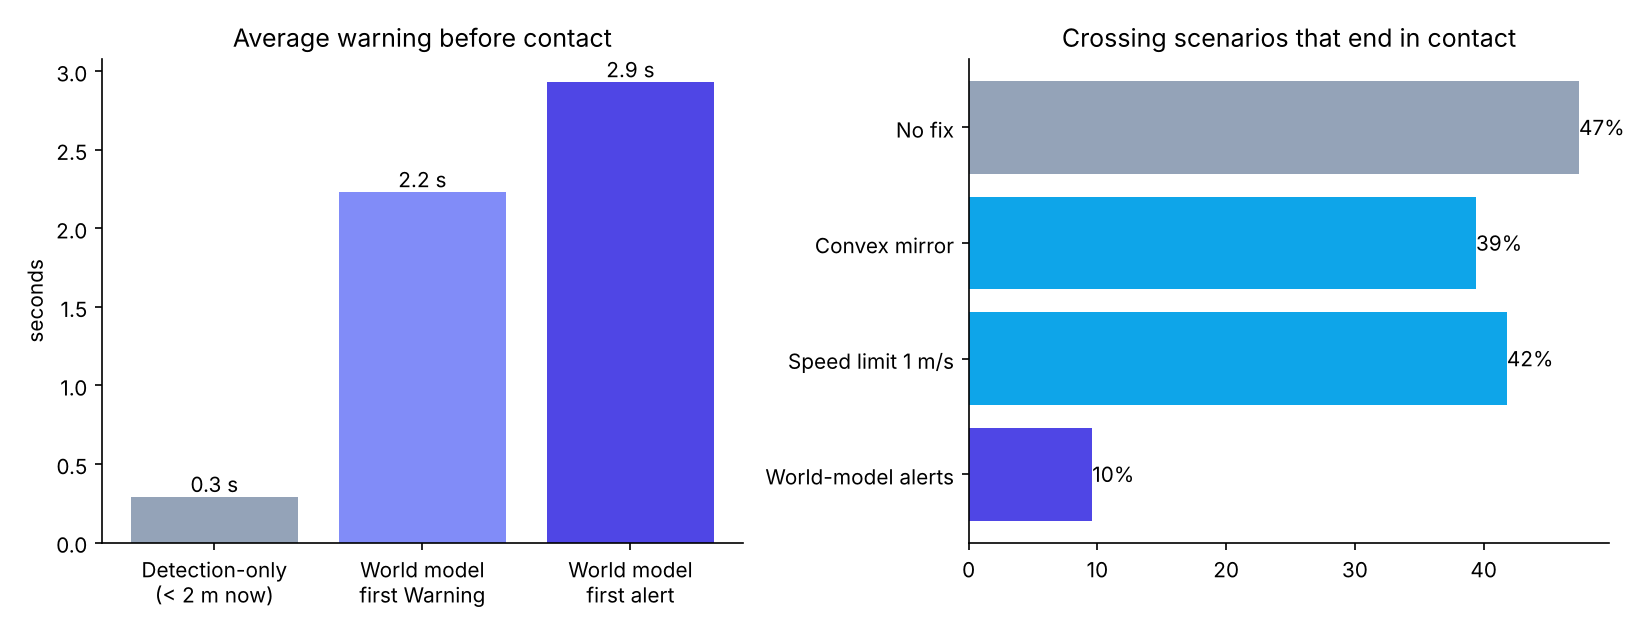 Average warning before contact
seconds
3.0
2.5
2.0
1.5
1.0
0.5
0.0
0.3 s
2.2 s
2.9 s
Detection-only
(< 2 m now)
World model
first Warning
World model
first alert
Crossing scenarios that end in contact
No fix
47%
Convex mirror
39%
Speed limit 1 m/s
42%
World-model alerts
10%
0
10
20
30
40